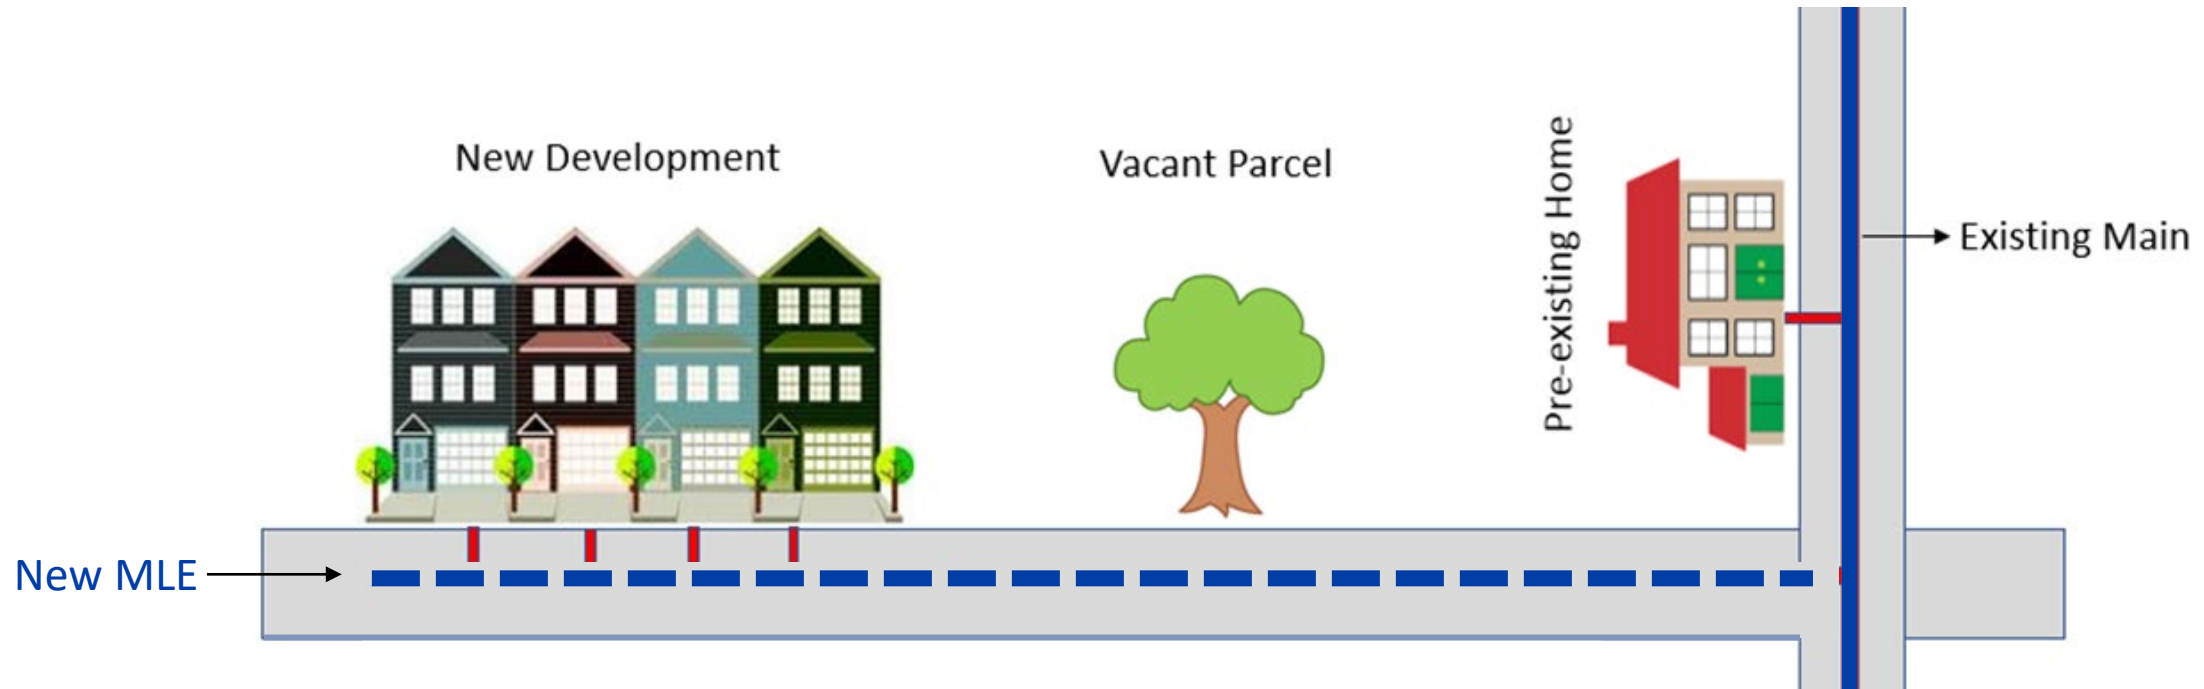 New Development
Vacant Parcel
Pre-existing Home
Existing Main
New MLE